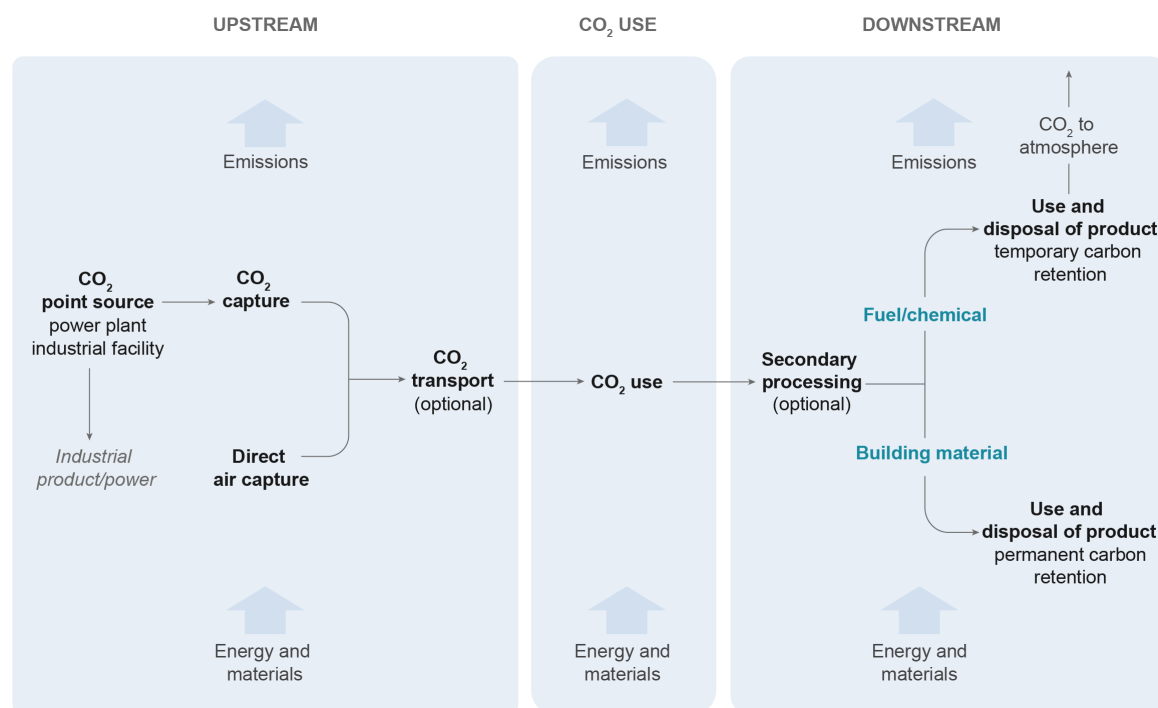 UPSTREAM
CO₂ USE
DOWNSTREAM
Emissions
Emissions
Emissions
CO₂ to
atmosphere
CO₂
point source
power plant
industrial facility
Industrial
product/power
CO₂
capture
Direct
air capture
CO₂
transport
(optional)
CO₂ use
Secondary
processing
(optional)
Fuel/chemical
Use and
disposal of product
temporary carbon
retention
Building material
Use and
disposal of product
permanent carbon
retention
Energy and
materials
Energy and
materials
Energy and
materials